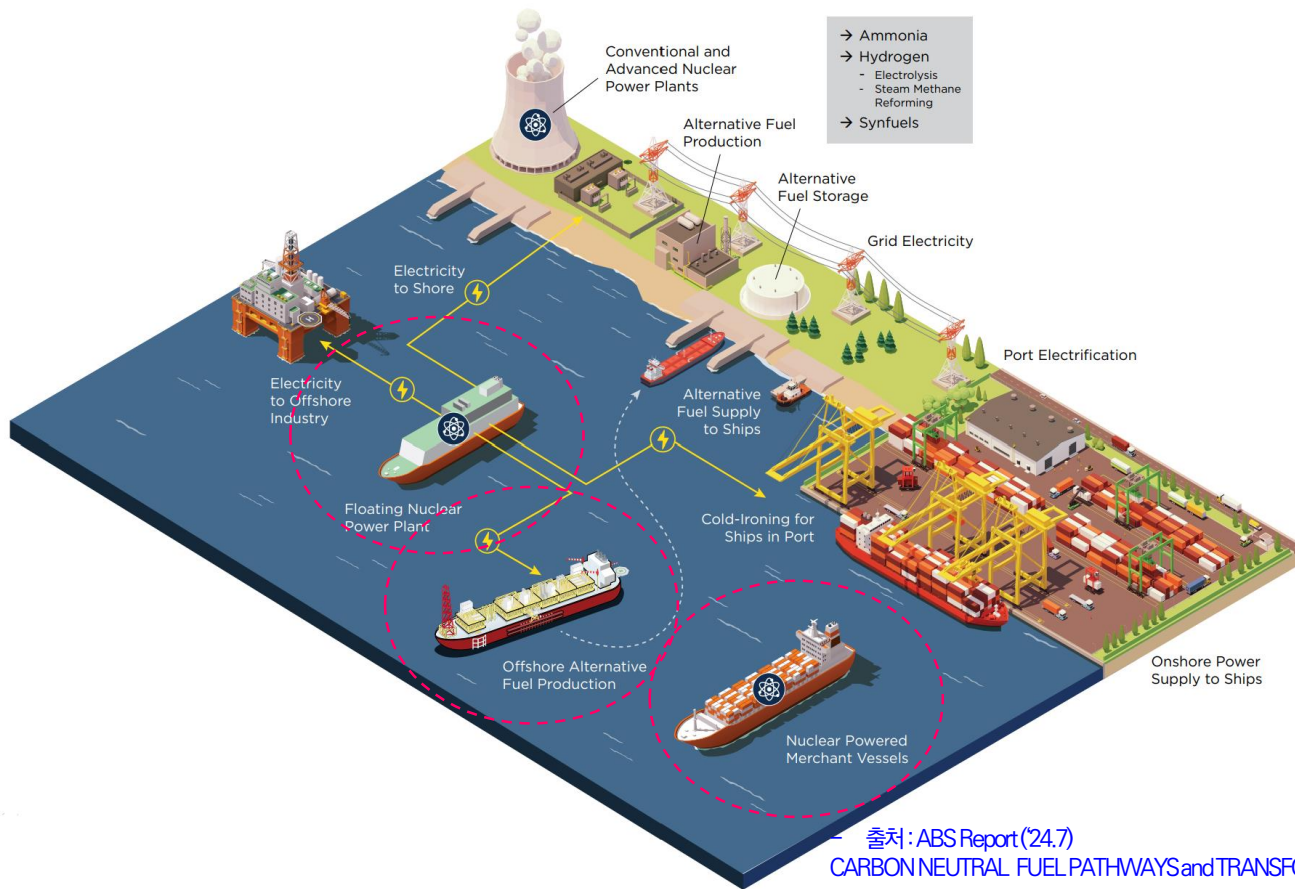 Conventional and
Advanced Nuclear
Power Plants
→ Ammonia
→ Hydrogen
- Electrolysis
- Steam Methane
Reforming
→ Synfuels
Alternative Fuel
Production
Alternative
Fuel Storage
Grid Electricity
Electricity
to Shore
Port Electrification
Electricity
to Offshore
Industry
Alternative
Fuel Supply
to Ships
H
Floating Nuclear
Power Plant
Cold-Ironing for
Ships in Port
Offshore Alternative
Fuel Production
Onshore Power
Supply to Ships
Nuclear Powered
Merchant Vessels
- 출처 : ABS Report ('24.7)
CARBON NEUTRAL FUEL PATHWAYS and TRANSFO